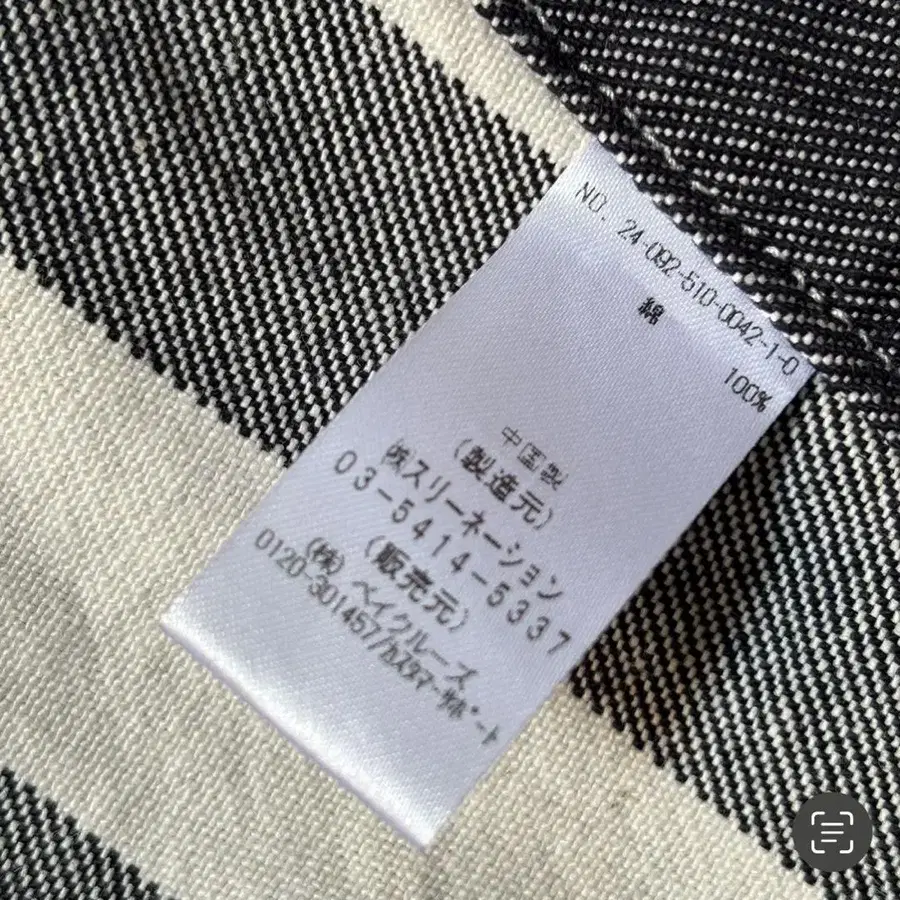 NO. 24-092-510-0042-1-0
綿 100%
中国製
(製造元)
㈱スリーネーション
03-5414-5337
(販売元)
(株) ベイクルーズ
0120-301457/カスタマーサポート